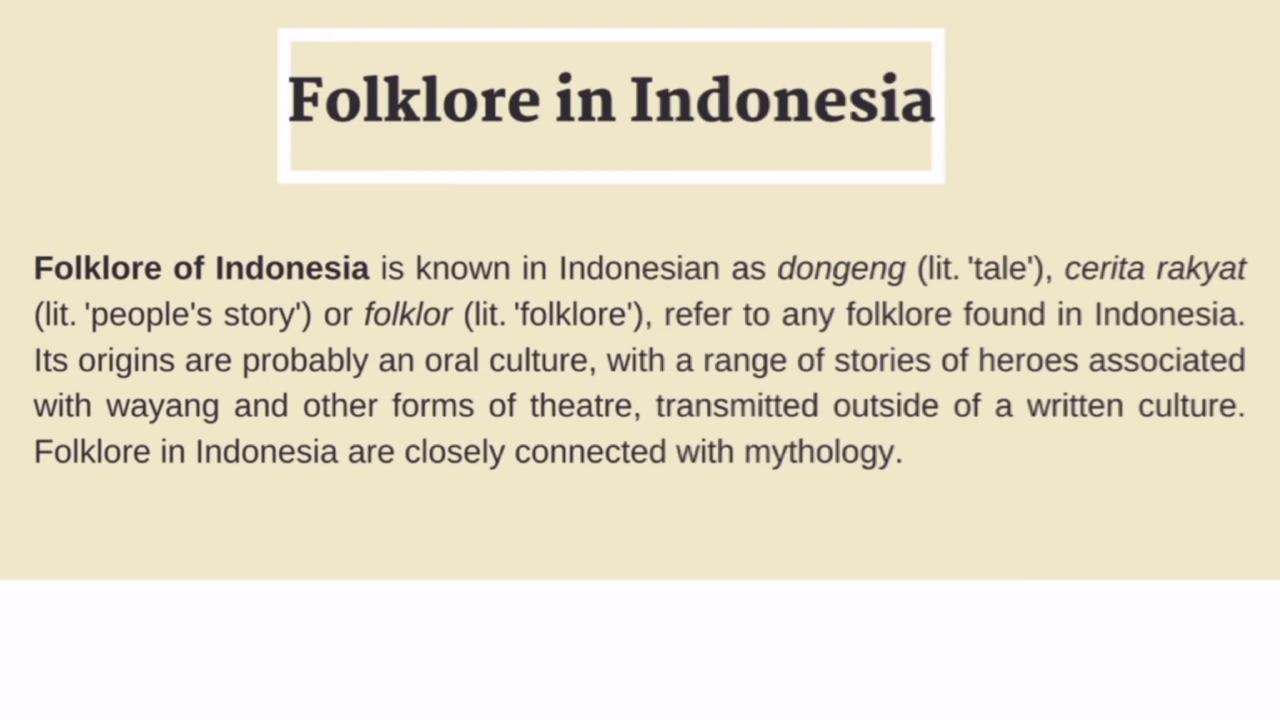 Folklore in Indonesia
Folklore of Indonesia is known in Indonesian as dongeng (lit. 'tale'), cerita rakyat
(lit. 'people's story') or folklor (lit. 'folklore'), refer to any folklore found in Indonesia.
Its origins are probably an oral culture, with a range of stories of heroes associated
with wayang and other forms of theatre, transmitted outside of a written culture.
Folklore in Indonesia are closely connected with mythology.